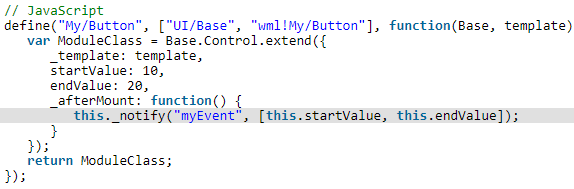 // JavaScript
define("My/Button", ["UI/Base", "wml!My/Button"], function(Base, template)
var ModuleClass = Base.Control.extend({
_template: template,
startValue: 10,
endValue: 20,
_afterMount: function() {
this._notify("myEvent", [this.startValue, this.endValue]);
}
});
return ModuleClass;
});